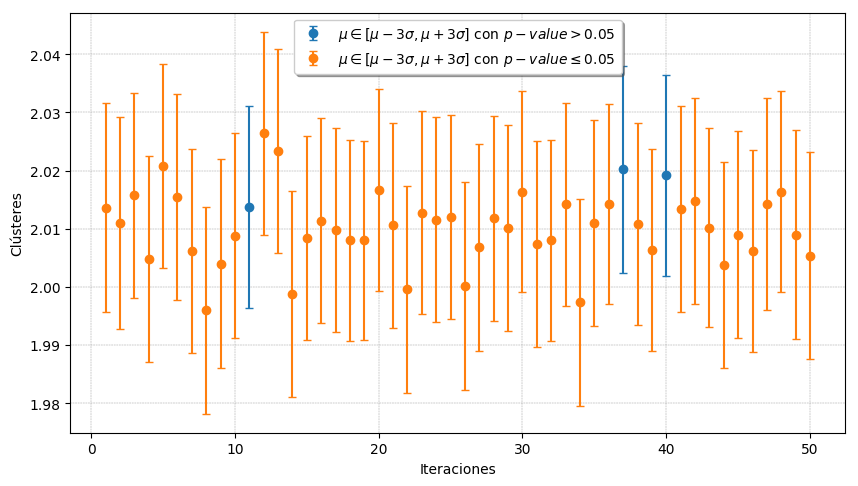 μ ∈ [μ − 3σ, μ + 3σ] con p − value > 0.05
μ ∈ [μ − 3σ, μ + 3σ] con p − value ≤ 0.05
2.04
2.03
2.02
2.01
2.00
1.99
1.98
Clústeres
0 10 20 30 40 50
Iteraciones